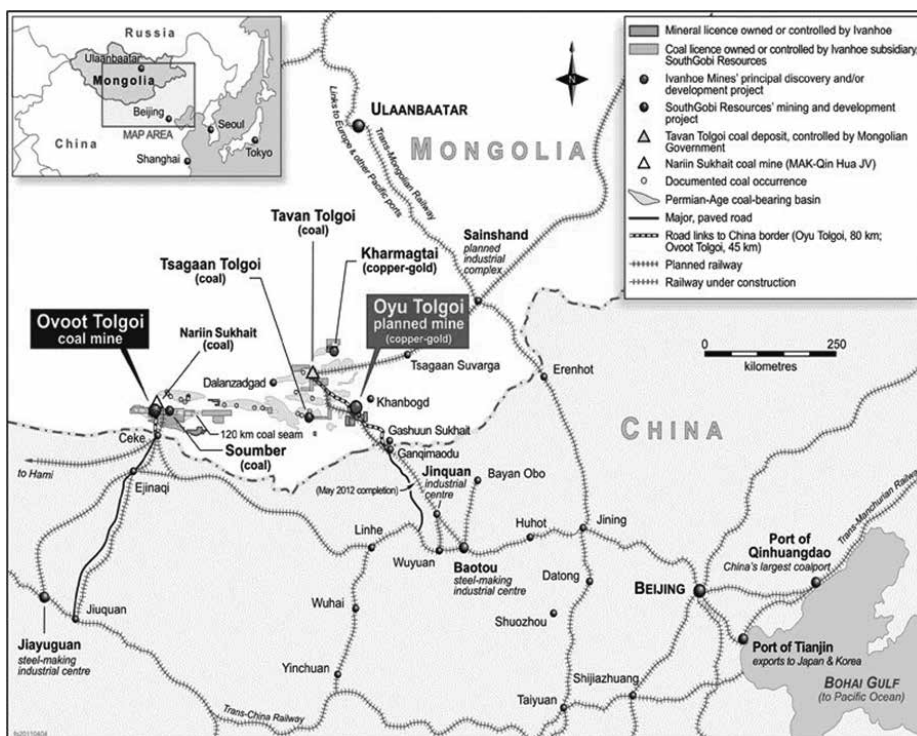 Russia
Ulaanbaatar
Mongolia
Beijing
MAP AREA
Seoul
China
Shanghai
Tokyo
Mineral licence owned or controlled by Ivanhoe
Coal licence owned or controlled by Ivanhoe subsidiary,
SouthGobi Resources
Ivanhoe Mines' principal discovery and/or
development project
SouthGobi Resources' mining and development
project
Tavan Tolgoi coal deposit, controlled by Mongolian
Government
Nariin Sukhait coal mine (MAK-Qin Hua JV)
Documented coal occurrence
Permian-Age coal-bearing basin
Major, paved road
Road links to China border (Oyu Tolgoi, 80 km;
Ovoot Tolgoi, 45 km)
Planned railway
Railway under construction
0
250
kilometres
ULAANBAATAR
MONGOLIA
Links to Europe & other Pacific ports
Trans-Mongolian Railway
Sainshand
planned
industrial
complex
Tavan Tolgoi
(coal)
Kharmagtai
(copper-gold)
Tsagaan Tolgoi
(coal)
Oyu Tolgoi
planned mine
(copper-gold)
Ovoot Tolgoi
coal mine
Nariin Sukhait
(coal)
Tsagaan Suvarga
Erenhot
Dalanzadgad
Khanbogd
CHINA
120 km coal seam
Gashuun Sukhait
Ceke
Soumber
(coal)
Ganqimaodu
to Hami
Ejinaqi
(May 2012 completion)
Jinquan
industrial
centre
Bayan Obo
Trans-Manchurian Railway
Linhe
Huhot
Jining
Port of
Qinhuangdao
China's largest coalport
Wuyuan
Baotou
steel-making
industrial centre
Datong
BEIJING
Wuhai
Shuozhou
Jiuquan
Jiayuguan
steel-making
industrial centre
Port of Tianjin
exports to Japan & Korea
Yinchuan
Shijiazhuang
BOHAI GULF
(to Pacific Ocean)
Taiyuan
Trans-China Railway